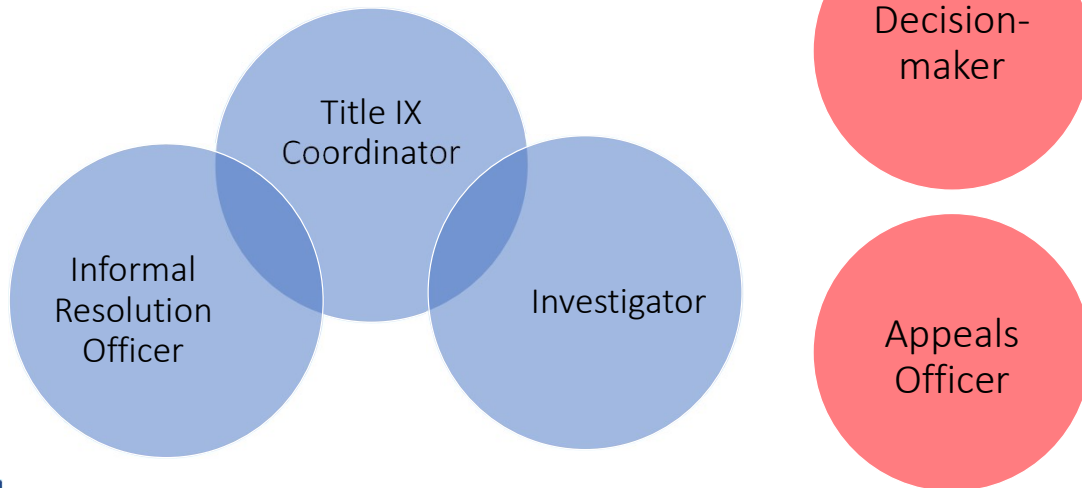 Title IX
Coordinator
Informal
Resolution
Officer
Investigator
Decision-
maker
Appeals
Officer